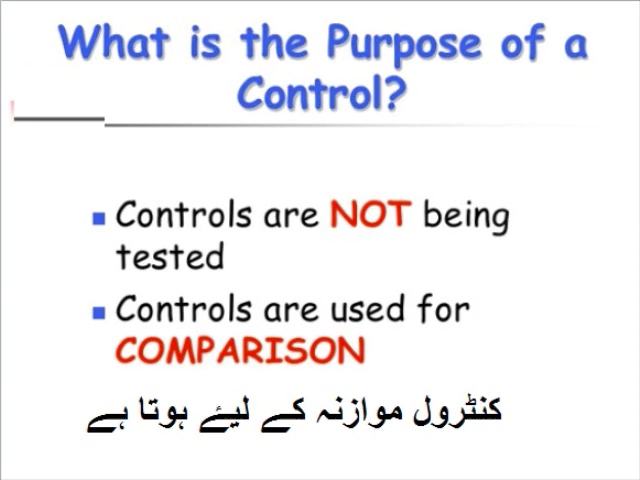 What is the Purpose of a
Control?
Controls are NOT being
tested
Controls are used for
COMPARISON
کنٹرول موازنہ کے لیئے ہوتا ہے